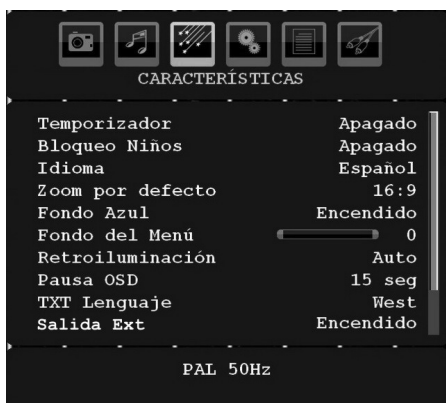 CARACTERÍSTICAS
Temporizador Apagado
Bloqueo Niños Apagado
Idioma Español
Zoom por defecto 16:9
Fondo Azul Encendido
Fondo del Menú 0
Retroiluminación Auto
Pausa OSD 15 seg
TXT Lenguaje West
Salida Ext Encendido
PAL 50Hz